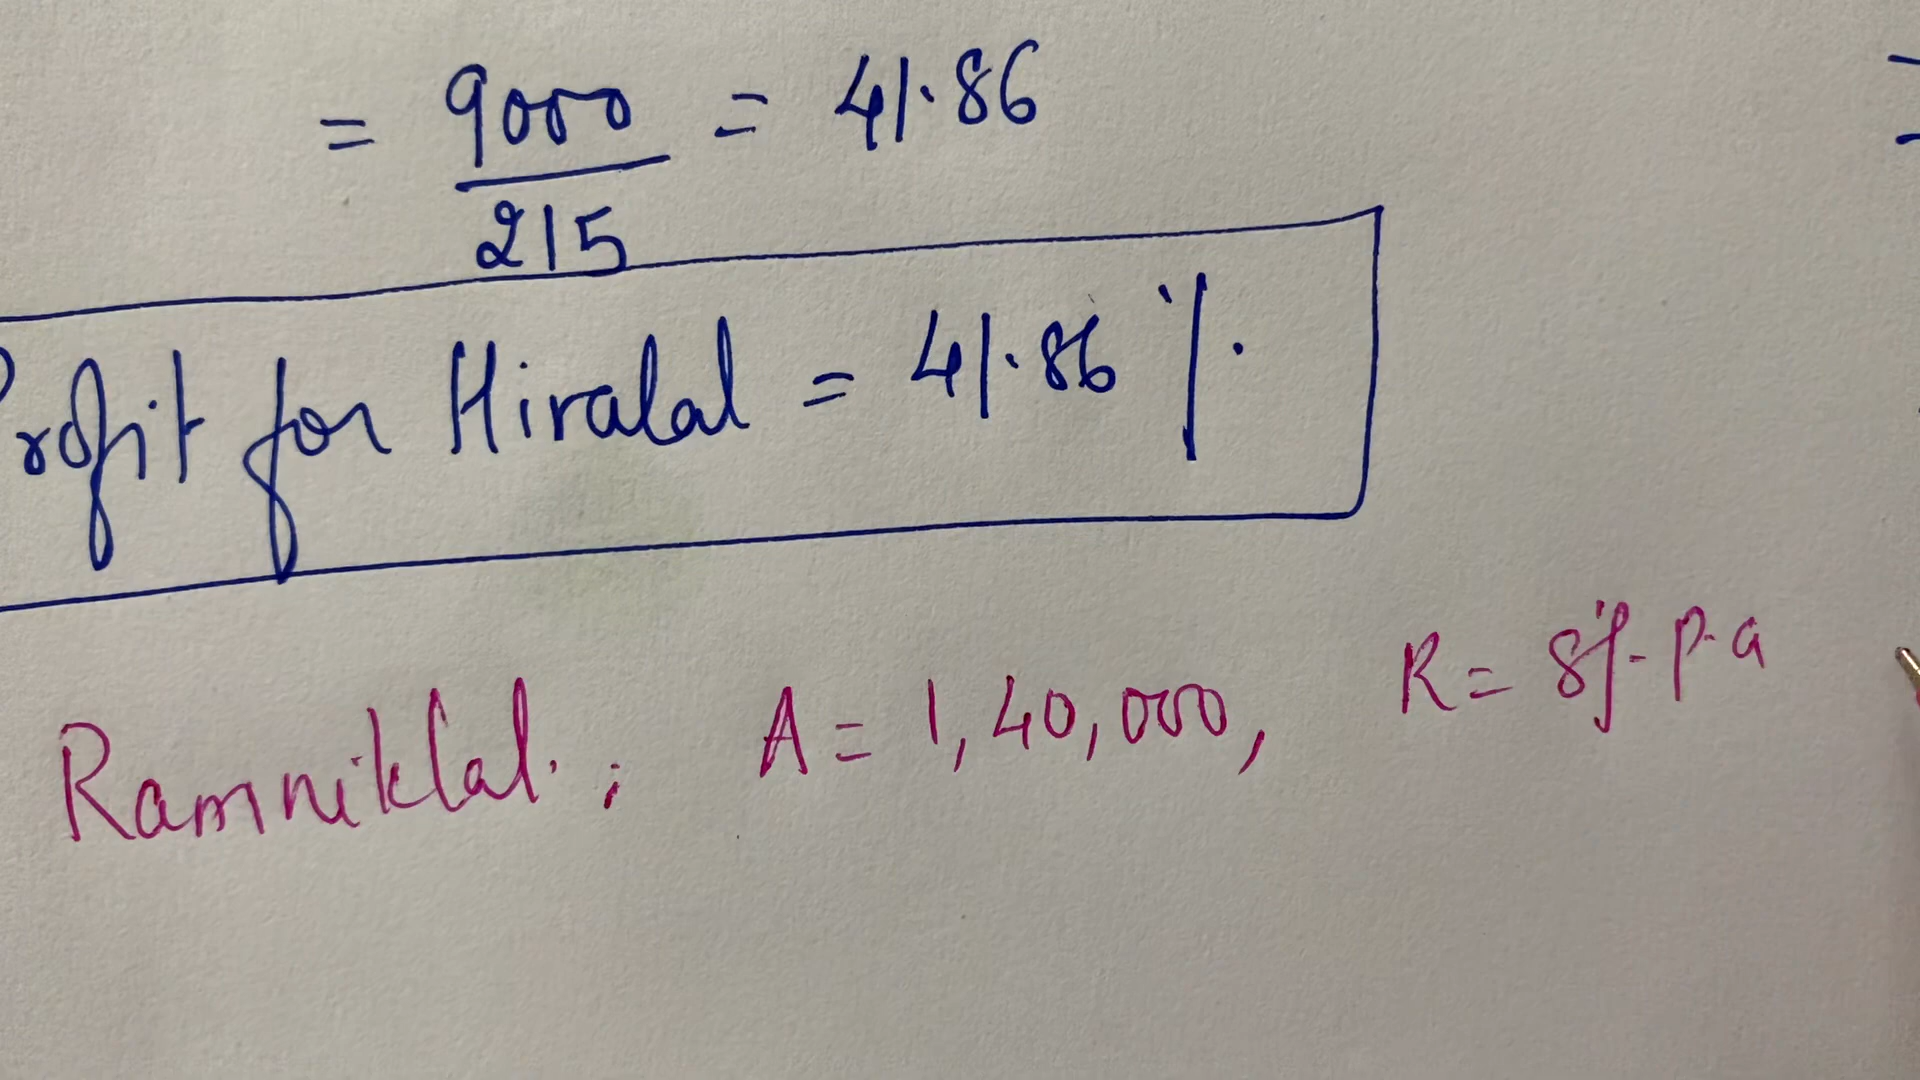 = 9000 / 215 = 41.86
Profit for Hiralal = 41.86 %
Ramniklal ; A = 1,40,000, R = 8% p.a